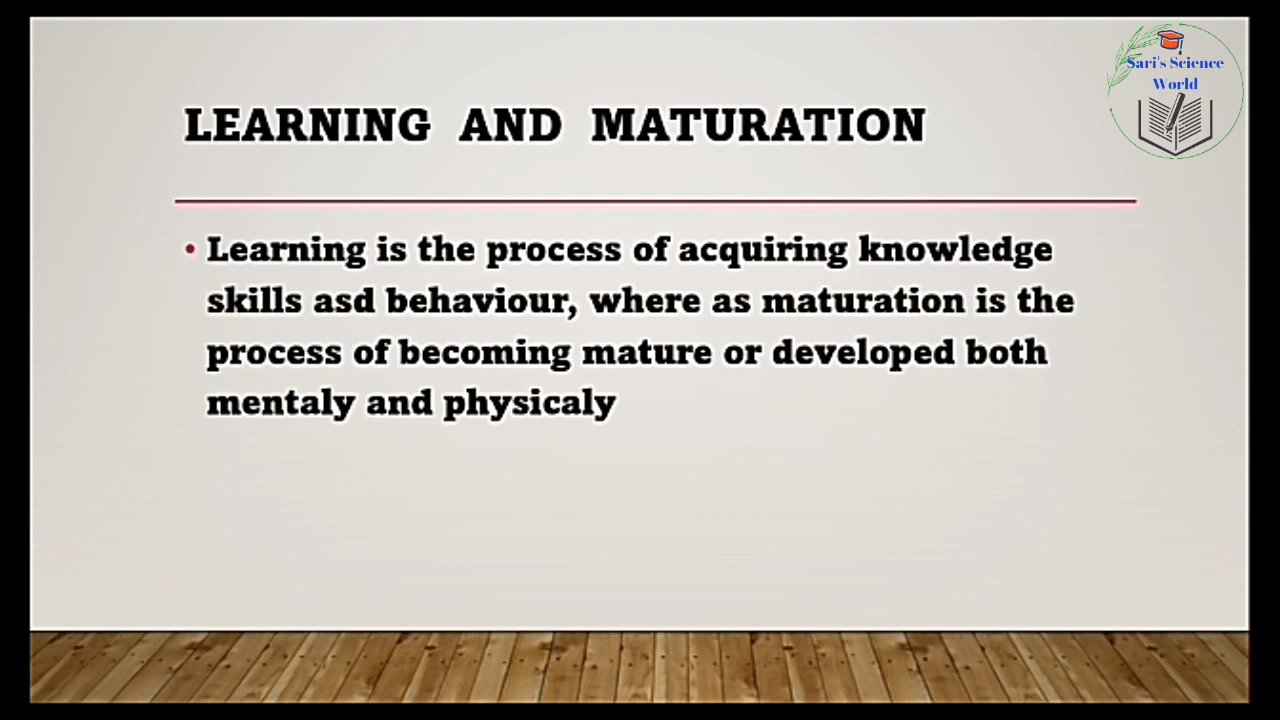 Sari's Science
World
LEARNING AND MATURATION
• Learning is the process of acquiring knowledge
skills asd behaviour, where as maturation is the
process of becoming mature or developed both
mentaly and physicaly